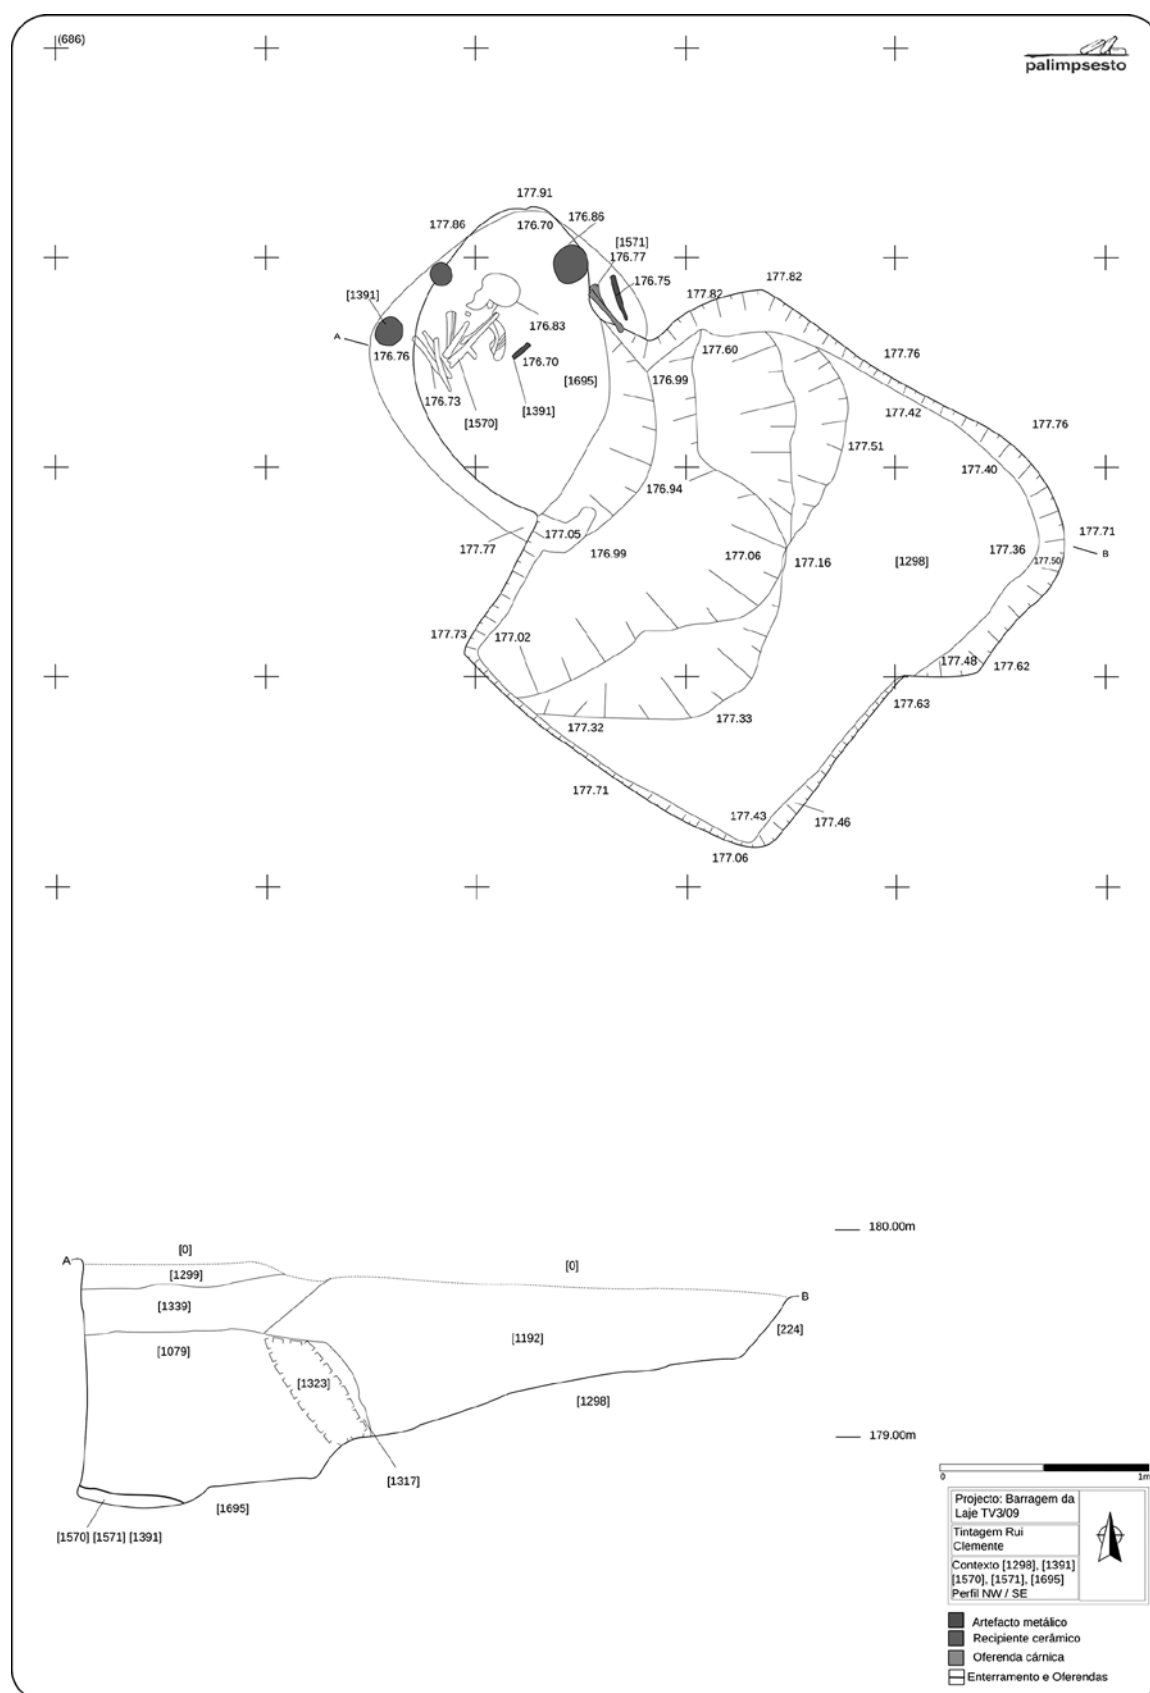 (686)
palimpsesto
177.91
177.86
176.70
176.86
[1571]
176.77
176.75
177.82
177.82
[1391]
176.83
A
176.76
176.70
177.60
177.76
[1695]
176.99
176.73
[1391]
177.42
[1570]
177.76
177.51
177.40
176.94
177.05
177.71
177.77
176.99
177.06
177.16
[1298]
177.36
B
177.50
177.73
177.02
177.48
177.62
177.63
177.32
177.33
177.71
177.43
177.46
177.06
180.00m
[0]
A
[0]
[1299]
B
[1339]
[224]
[1192]
[1079]
[1323]
[1298]
179.00m
[1317]
[1695]
[1570] [1571] [1391]
0
1m
Projecto: Barragem da
Laje TV3/09
Tintagem Rui
Clemente
Contexto [1298], [1391]
[1570], [1571], [1695]
Perfil NW / SE
Artefacto metálico
Recipiente cerâmico
Oferenda cárnica
Enterramento e Oferendas